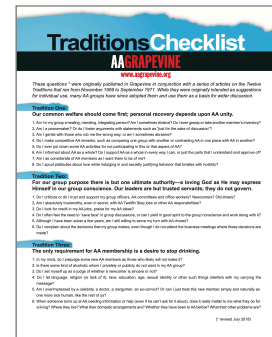 Traditions Checklist
AAGRAPEVINE
www.aagrapevine.org
These questions * were originally published in Grapevine in conjunction with a series of articles on the Twelve
Traditions that ran from November 1969 to September 1971. While they were originally intended as suggestions
for individual use, many AA groups have since adopted them and use them as a basis for wider discussion.
Tradition One:
Our common welfare should come first; personal recovery depends upon AA unity.
1. Am I in my group a healing, mending, integrating person? Am I sometimes divisive? Do I ever gossip or take another member's inventory?
2. Am I a peacemaker? Or do I foster arguments with statements such as "just for the sake of discussion"?
3. Am I gentle with those who rub me the wrong way, or am I sometimes abrasive?
4. Do I make competitive AA remarks, such as comparing one group with another or contrasting AA in one place with AA in another?
5. Do I ever put down some AA activities for not participating in this or that aspect of AA?
6. Am I informed about AA as a whole? Do I support AA as a whole in every way I can, or just the parts that I understand and approve of?
7. Am I as considerate of AA members as I want them to be of me?
8. Do I spout platitudes about love while indulging in and secretly justifying behavior that bristles with hostility?
Tradition Two:
For our group purpose there is but one ultimate authority—a loving God as He may express
Himself in our group conscience. Our leaders are but trusted servants; they do not govern.
1. Do I criticize or do I trust and support my group officers, AA committees and office workers? Newcomers? Old-timers?
2. Am I absolutely trustworthy, even in secret, with AA Twelfth Step jobs or other AA responsibilities?
3. Do I look for credit in my AA jobs, praise for my AA ideas?
4. Do I often feel the need to "save face" in group discussions, or can I yield in good spirit to the group conscience and work along with it?
5. Although I have been sober a few years, am I still willing to serve my turn with AA chores?
6. Do I complain about the decisions that my group makes, even though I do not attend the business meetings where these decisions are
made?
Tradition Three:
The only requirement for AA membership is a desire to stop drinking.
1. In my mind, do I prejudge some new AA members as those who likely will not make it?
2. Is there some kind of alcoholic whom I privately or publicly do not want in my AA group?
3. Do I set myself up as a judge of whether a newcomer is sincere or not?
4. Do I let language, religion (or lack of it), race, education, age, sexual identity or other such things interfere with my carrying the
message?
5. Am I overimpressed by a celebrity, a doctor, a clergyman, an ex-convict? Or can I just treat this new member simply and naturally as
one more sick human, like the rest of us?
6. When someone turns up at AA needing information or help (even if he can't ask for it aloud), does it really matter to me what they do for
a living? Where they live? What their domestic arrangements are? Whether they have been to AA before? What their other problems are?
(* revised July 2018)